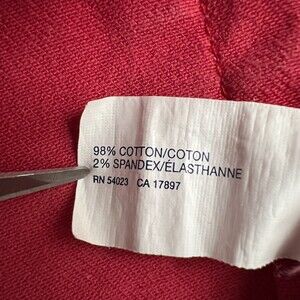 98% COTTON/COTON
2% SPANDEX/ÉLASTHANNE
RN 54023 CA 17897